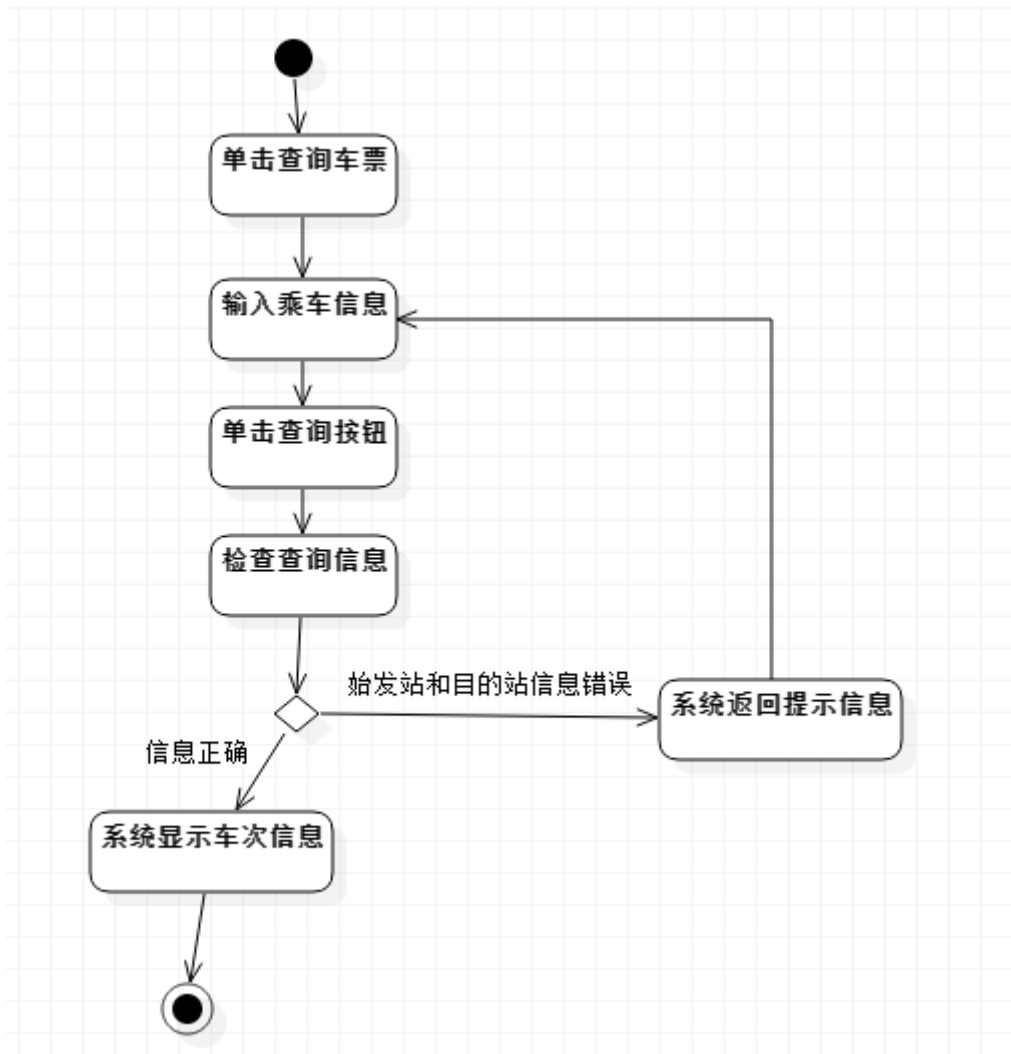 单击查询车票
输入乘车信息
单击查询按钮
检查查询信息
始发站和目的站信息错误
系统返回提示信息
信息正确
系统显示车次信息